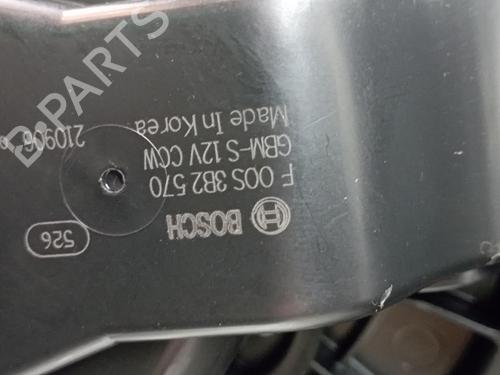 BOSCH
F 00S 3B2 570
GBM-S 12V CCW
Made In Korea
210906
526
B-PARTS